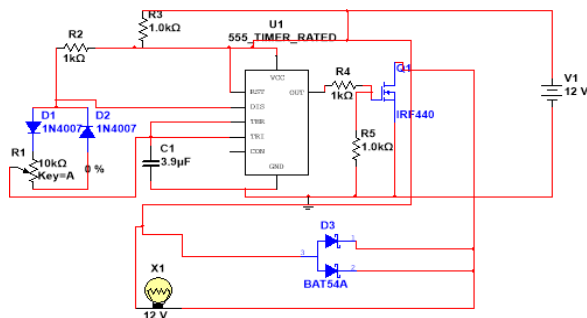 R3
1.0kΩ
U1
555_TIMER_RATED
R2
1kΩ
VCC
RST
DIS
THR
TRI
CON
OUT
GND
R4
1kΩ
Q1
IRF440
V1
12 V
D1
1N4007
D2
1N4007
R1
10kΩ
Key=A
0 %
C1
3.9µF
R5
1.0kΩ
D3
3
1
2
BAT54A
X1
12 V